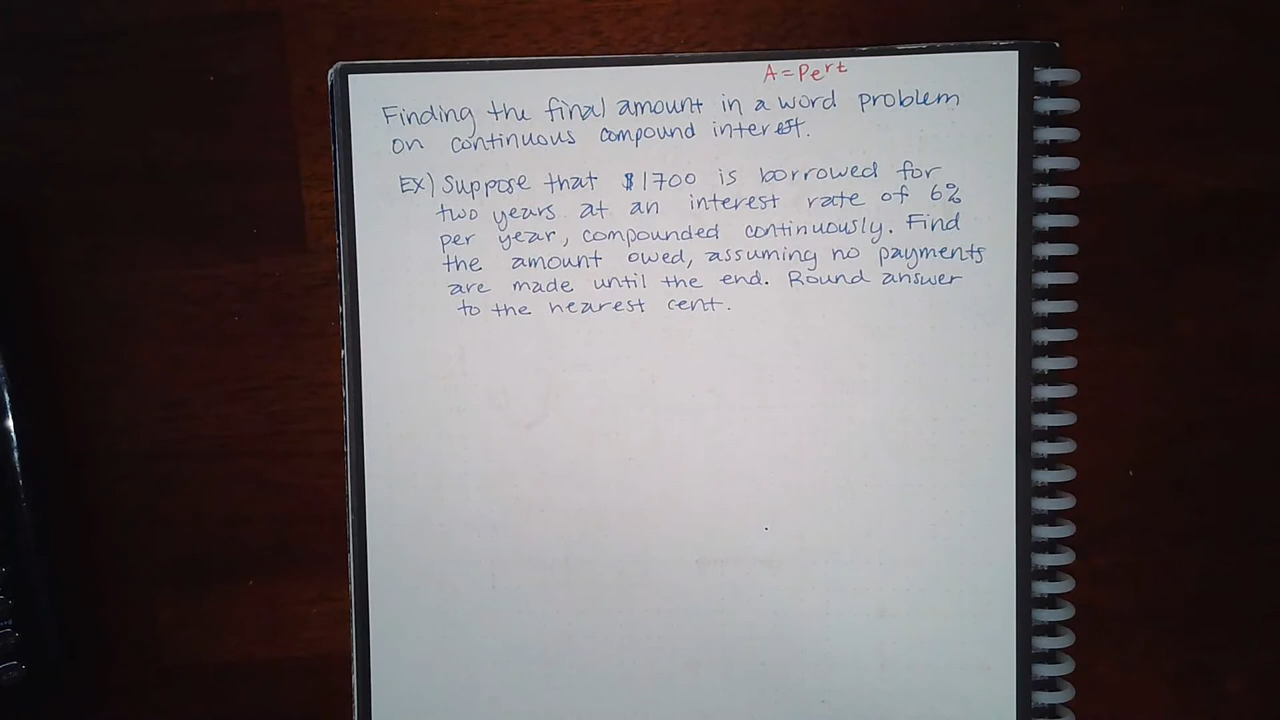 A=Pe^rt
Finding the final amount in a word problem
on continuous compound interest.
EX) Suppose that $1700 is borrowed for
two years at an interest rate of 6%
per year, compounded continuously. Find
the amount owed, assuming no payments
are made until the end. Round answer
to the nearest cent.